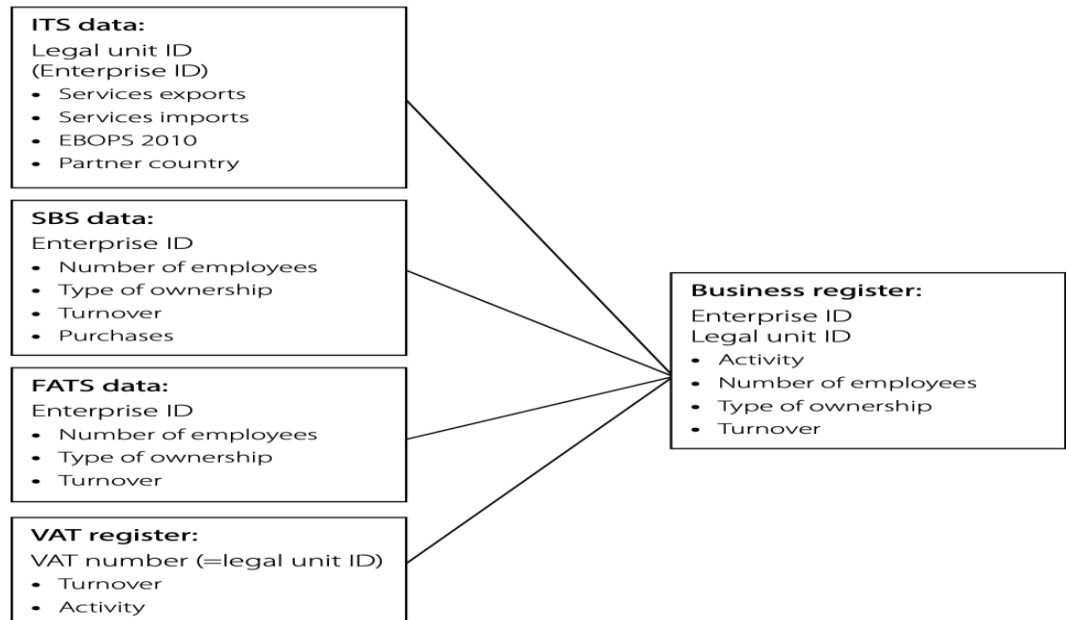 ITS data:
Legal unit ID
(Enterprise ID)
• Services exports
• Services imports
• EBOPS 2010
• Partner country
SBS data:
Enterprise ID
• Number of employees
• Type of ownership
• Turnover
• Purchases
FATS data:
Enterprise ID
• Number of employees
• Type of ownership
• Turnover
VAT register:
VAT number (=legal unit ID)
• Turnover
• Activity
Business register:
Enterprise ID
Legal unit ID
• Activity
• Number of employees
• Type of ownership
• Turnover